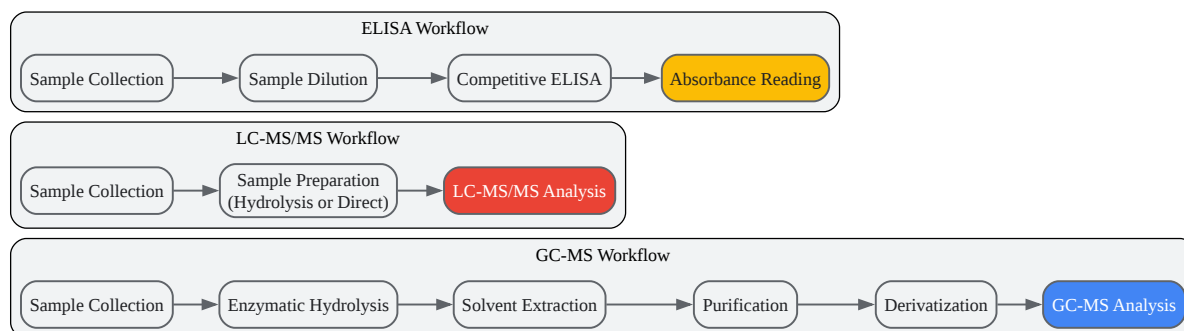 ELISA Workflow
Sample Collection
Sample Dilution
Competitive ELISA
Absorbance Reading
LC-MS/MS Workflow
Sample Collection
Sample Preparation
(Hydrolysis or Direct)
LC-MS/MS Analysis
GC-MS Workflow
Sample Collection
Enzymatic Hydrolysis
Solvent Extraction
Purification
Derivatization
GC-MS Analysis